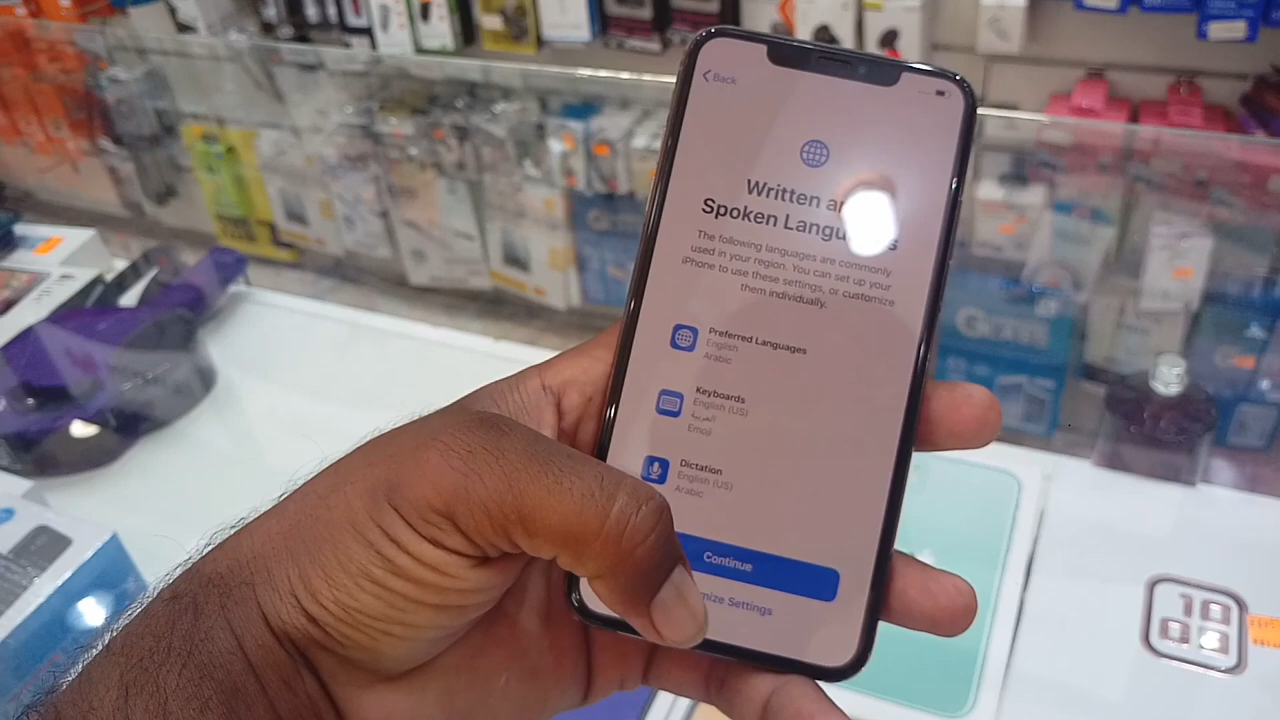 Back
Written and
Spoken Languages
The following languages are commonly
used in your region. You can set up your
iPhone to use these settings, or customize
them individually.
Preferred Languages
English
Arabic
Keyboards
English (US)
العربية
Emoji
Dictation
English (US)
Arabic
Continue
mize Settings